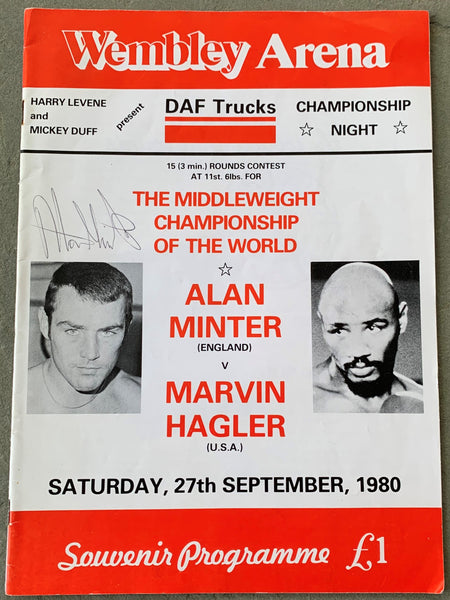 Wembley Arena
HARRY LEVENE
and
MICKEY DUFF
present
DAF Trucks
CHAMPIONSHIP
NIGHT
15 (3 min.) ROUNDS CONTEST
AT 11st. 6lbs. FOR
THE MIDDLEWEIGHT
CHAMPIONSHIP
OF THE WORLD
Alan Minter
ALAN
MINTER
(ENGLAND)
v
MARVIN
HAGLER
(U.S.A.)
SATURDAY, 27th SEPTEMBER, 1980
Souvenir Programme £1